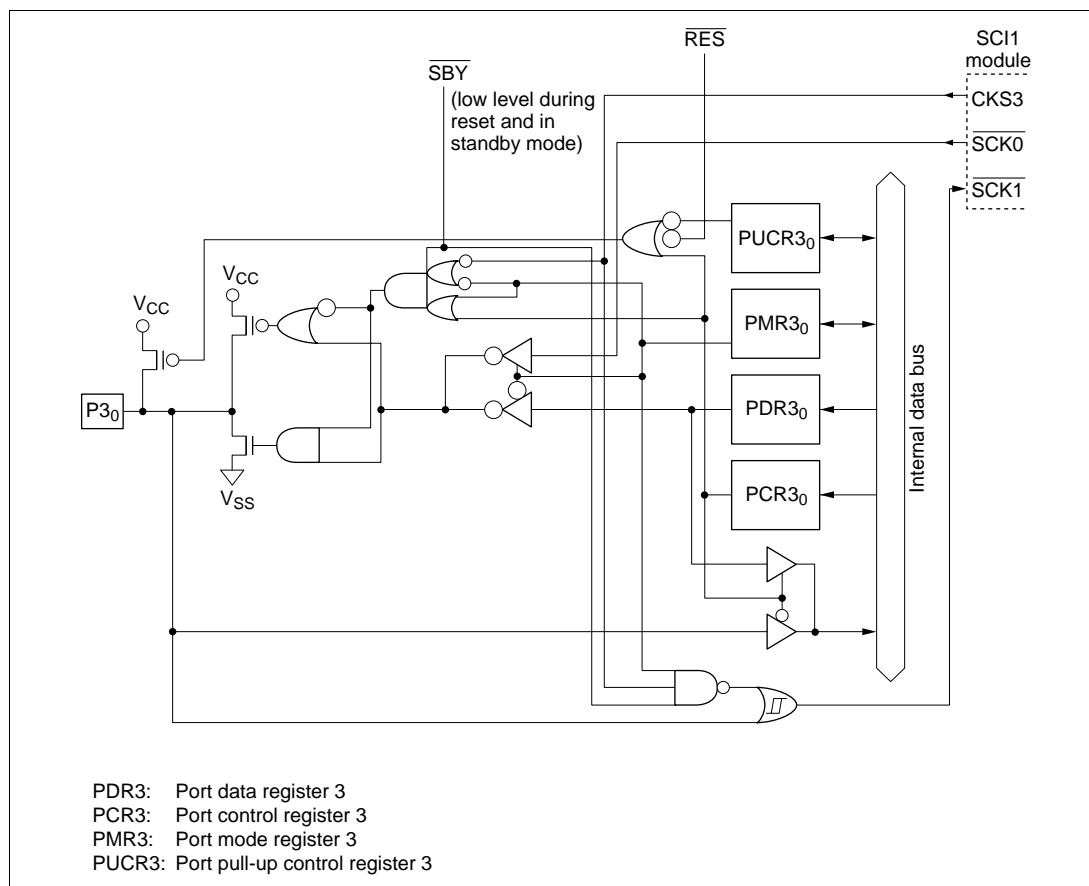 RES
SCI1
module
SBY
(low level during
reset and in
standby mode)
CKS3
SCK0
SCK1
PUCR3₀
VCC
VCC
PMR3₀
P3₀
PDR3₀
VSS
PCR3₀
Internal data bus
PDR3: Port data register 3
PCR3: Port control register 3
PMR3: Port mode register 3
PUCR3: Port pull-up control register 3